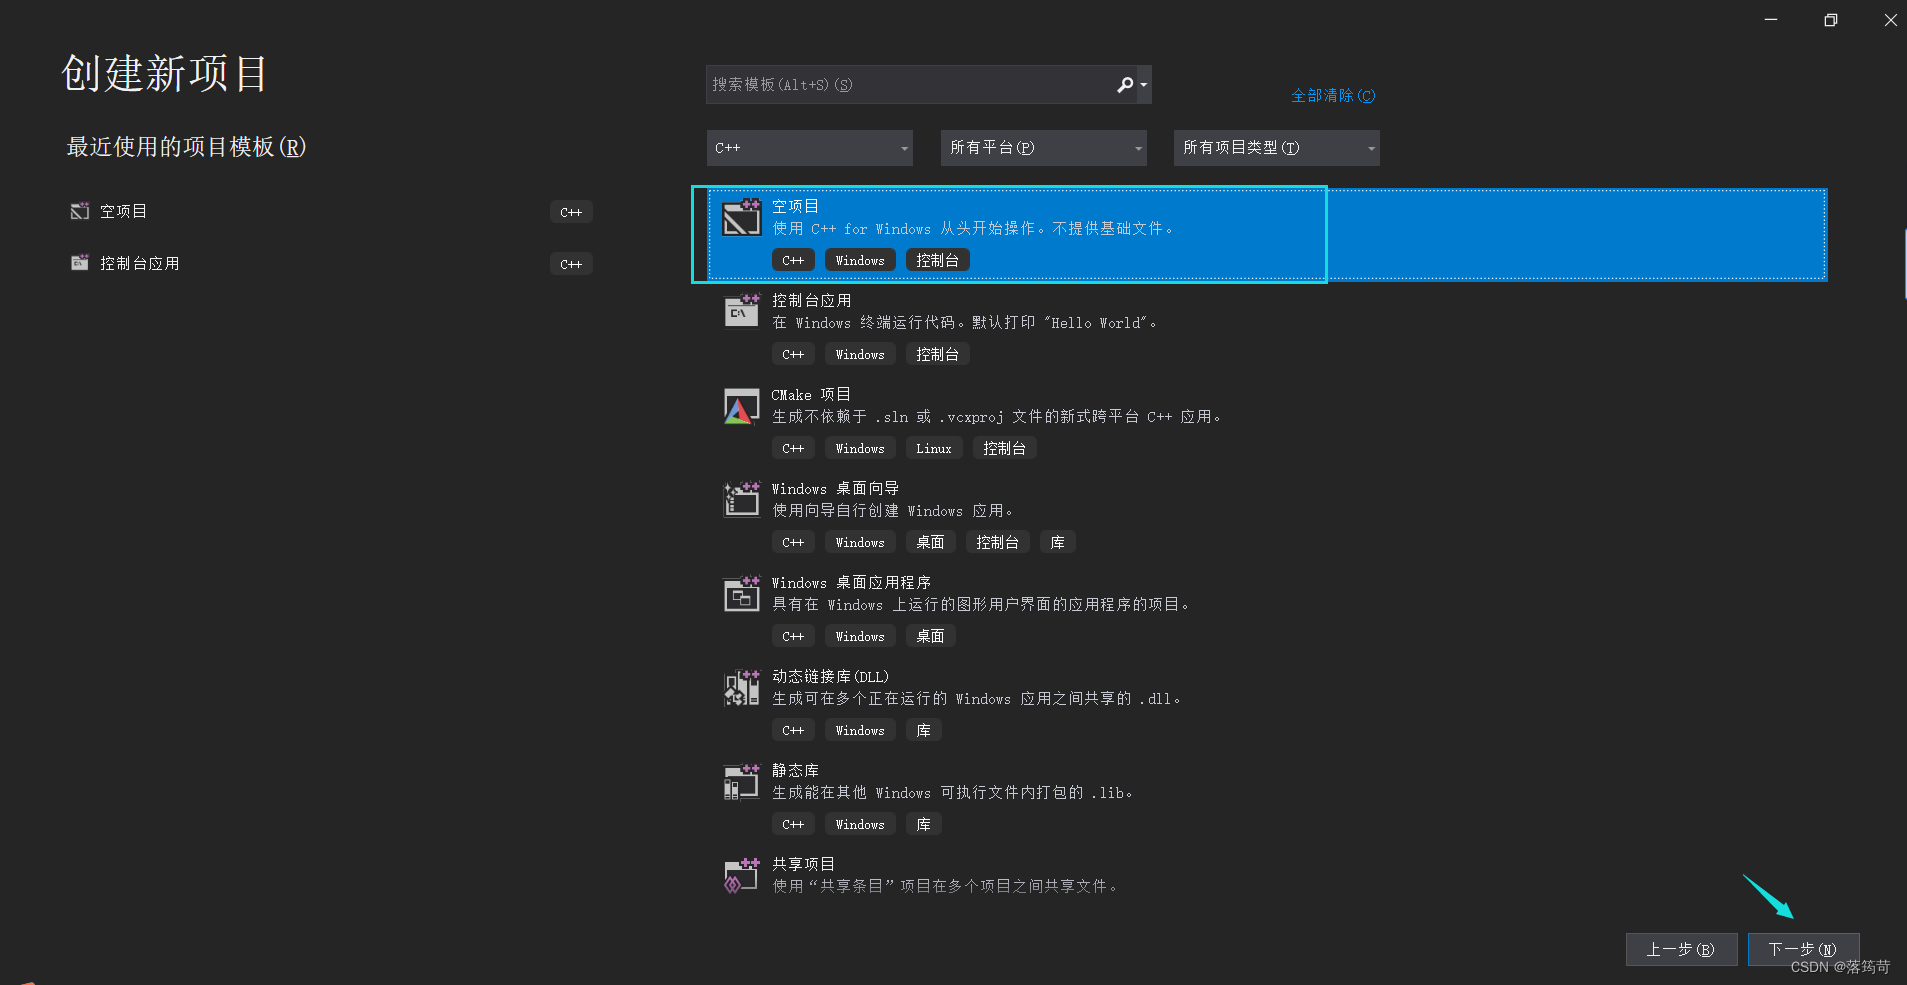 创建新项目
最近使用的项目模板(R)
空项目 C++
控制台应用 C++
搜索模板(Alt+S)(S)
全部清除(C)
C++ 所有平台(P) 所有项目类型(T)
空项目
使用 C++ for Windows 从头开始操作。不提供基础文件。
C++ Windows 控制台
控制台应用
在 Windows 终端运行代码。默认打印 "Hello World"。
C++ Windows 控制台
CMake 项目
生成不依赖于 .sln 或 .vcxproj 文件的新式跨平台 C++ 应用。
C++ Windows Linux 控制台
Windows 桌面向导
使用向导自行创建 Windows 应用。
C++ Windows 桌面 控制台 库
Windows 桌面应用程序
具有在 Windows 上运行的图形用户界面的应用程序的项目。
C++ Windows 桌面
动态链接库(DLL)
生成可在多个正在运行的 Windows 应用之间共享的 .dll。
C++ Windows 库
静态库
生成能在其他 Windows 可执行文件内打包的 .lib。
C++ Windows 库
共享项目
使用“共享条目”项目在多个项目之间共享文件。
上一步(B) 下一步(N)
CSDN @落筠苛